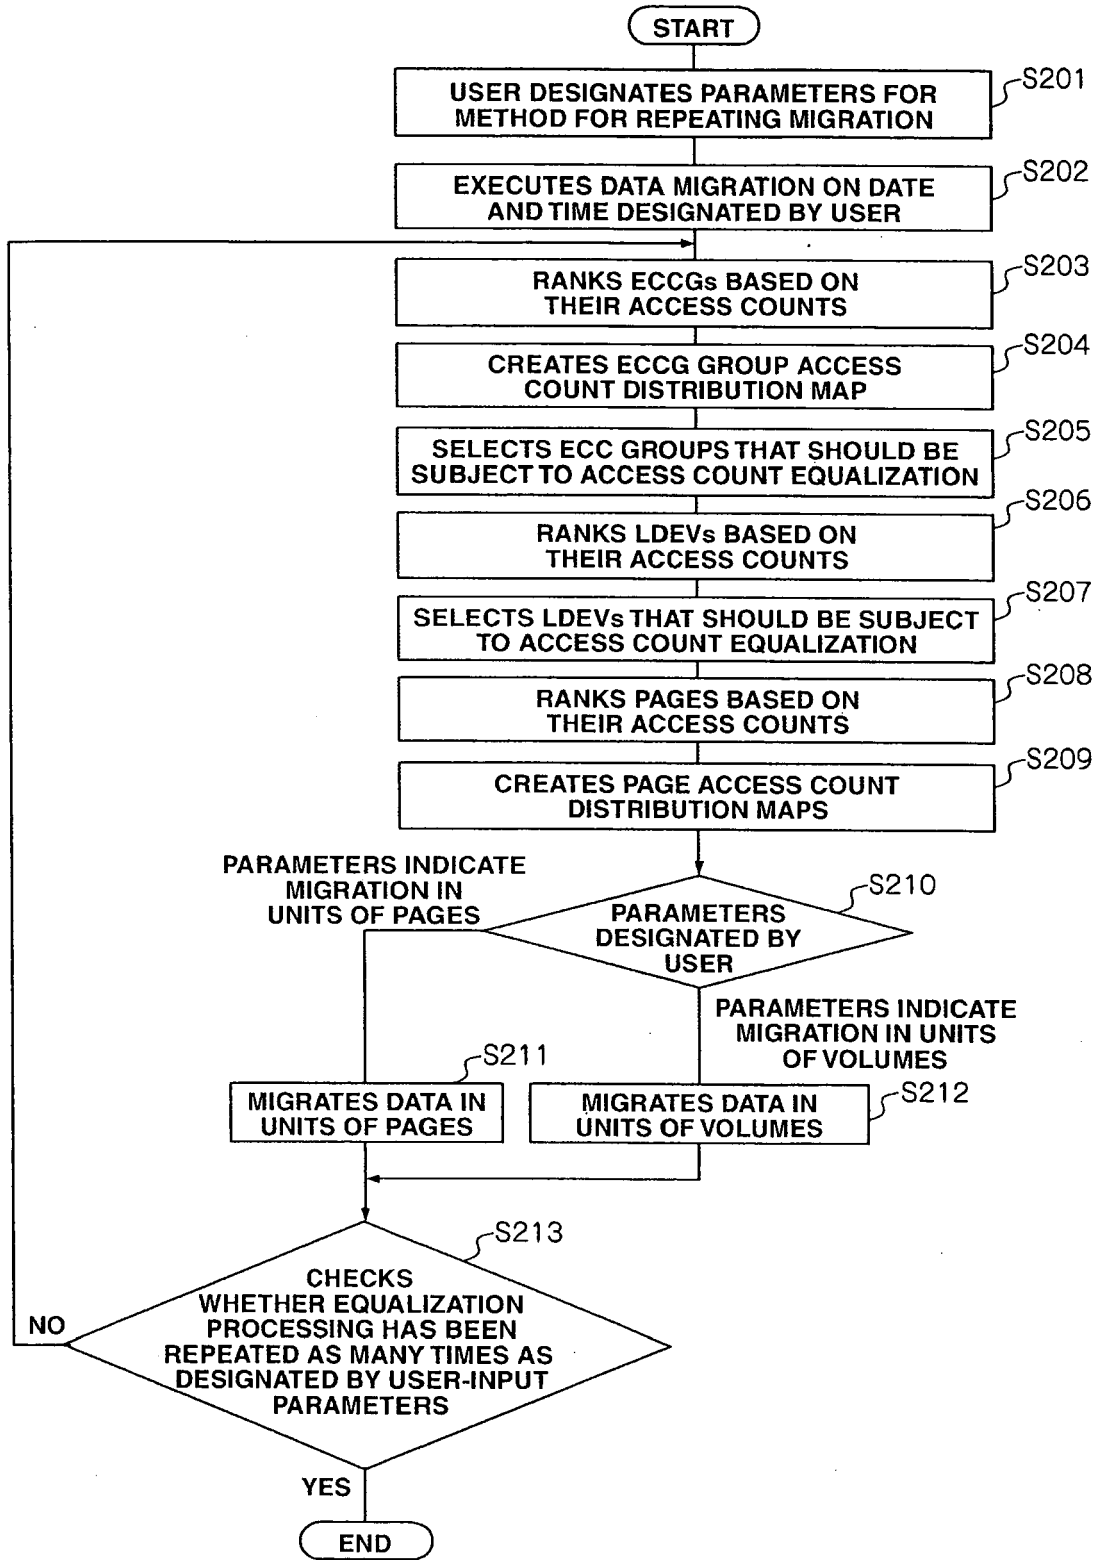 START
USER DESIGNATES PARAMETERS FOR
METHOD FOR REPEATING MIGRATION
S201
EXECUTES DATA MIGRATION ON DATE
AND TIME DESIGNATED BY USER
S202
RANKS ECCGs BASED ON
THEIR ACCESS COUNTS
S203
CREATES ECCG GROUP ACCESS
COUNT DISTRIBUTION MAP
S204
SELECTS ECC GROUPS THAT SHOULD BE
SUBJECT TO ACCESS COUNT EQUALIZATION
S205
RANKS LDEVs BASED ON
THEIR ACCESS COUNTS
S206
SELECTS LDEVs THAT SHOULD BE SUBJECT
TO ACCESS COUNT EQUALIZATION
S207
RANKS PAGES BASED ON
THEIR ACCESS COUNTS
S208
CREATES PAGE ACCESS COUNT
DISTRIBUTION MAPS
S209
PARAMETERS INDICATE
MIGRATION IN
UNITS OF PAGES
PARAMETERS
DESIGNATED BY
USER
S210
PARAMETERS INDICATE
MIGRATION IN UNITS
OF VOLUMES
MIGRATES DATA IN
UNITS OF PAGES
S211
MIGRATES DATA IN
UNITS OF VOLUMES
S212
CHECKS
WHETHER EQUALIZATION
PROCESSING HAS BEEN
REPEATED AS MANY TIMES AS
DESIGNATED BY USER-INPUT
PARAMETERS
S213
NO
YES
END